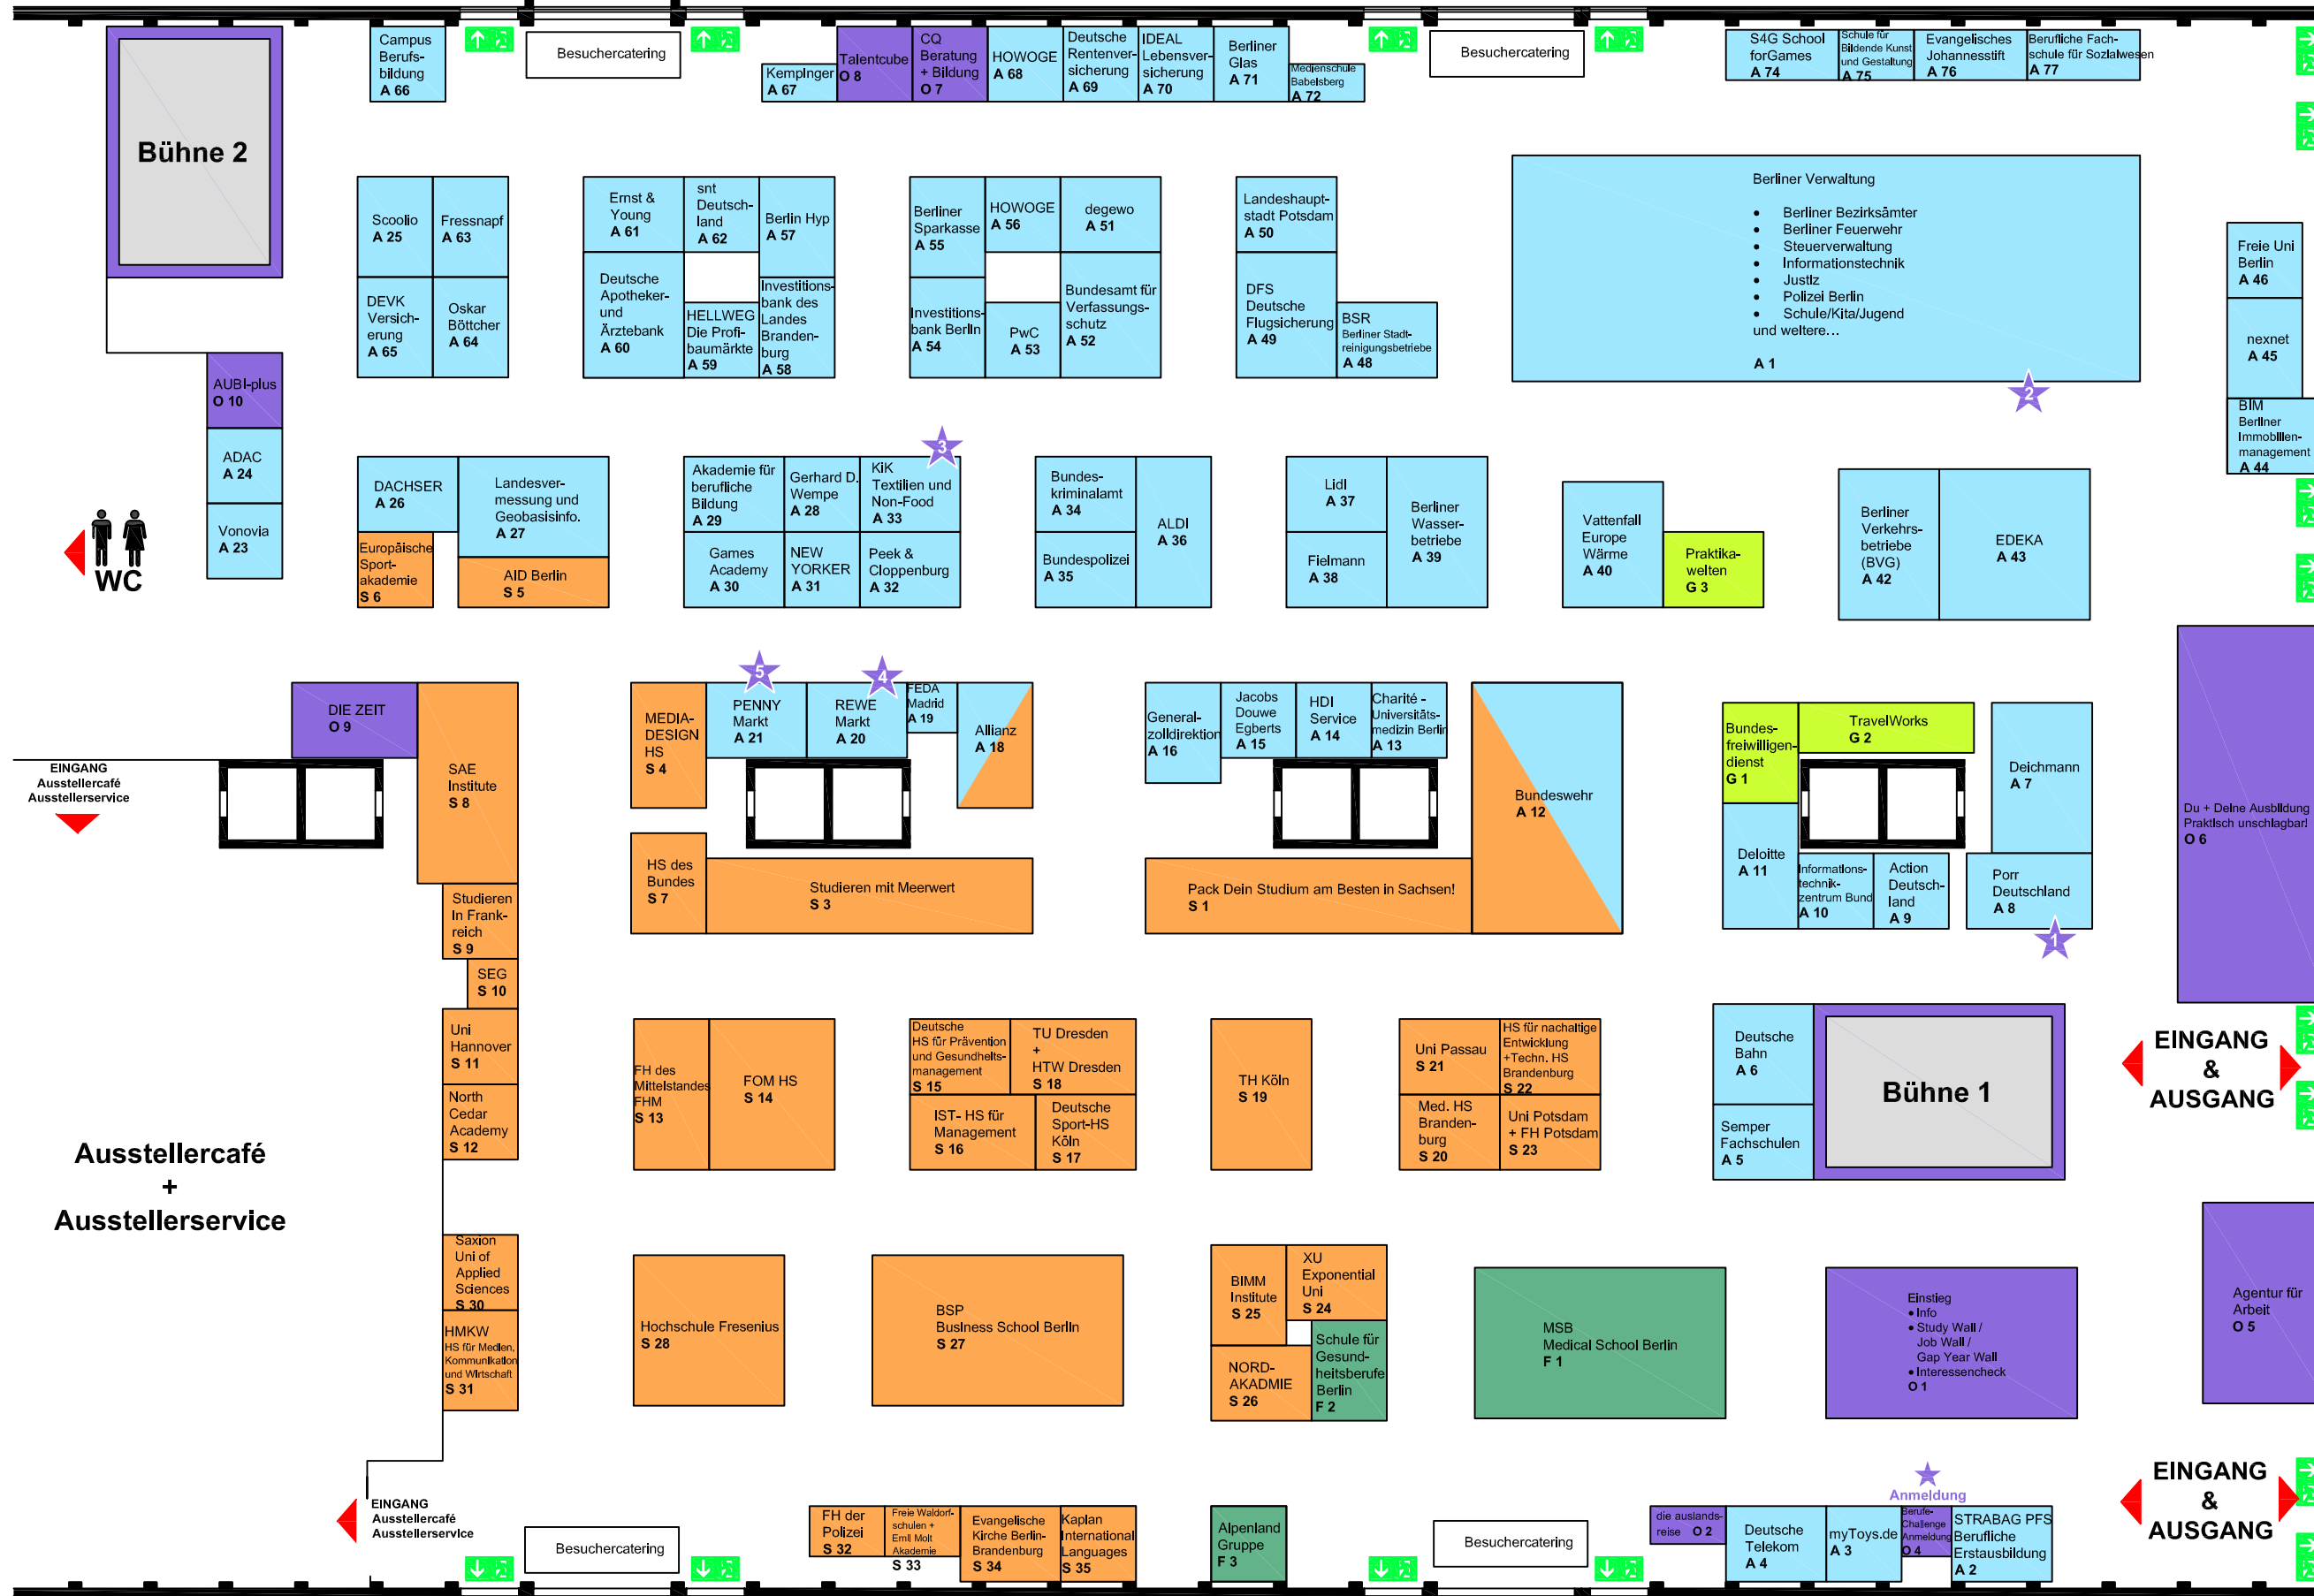 Bühne 2
Campus
Berufs-
bildung
A 66
Besuchercatering
Kemplnger
A 67
Talentcube
O 8
CQ
Beratung
+ Bildung
O 7
HOWOGE
A 68
Deutsche
Rentenver-
sicherung
A 69
IDEAL
Lebensver-
sicherung
A 70
Berliner
Glas
A 71
Medienschule
Babelsberg
A 72
Besuchercatering
S4G School
forGames
A 74
Schule für
Bildende Kunst
und Gestaltung
A 75
Evangelisches
Johannesstift
A 76
Berufliche Fach-
schule für Sozialwesen
A 77
Scoolio
A 25
Fressnapf
A 63
DEVK
Versich-
erung
A 65
Oskar
Böttcher
A 64
Ernst &
Young
A 61
snt
Deutsch-
land
A 62
Berlin Hyp
A 57
Deutsche
Apotheker-
und
Ärztebank
A 60
HELLWEG
Die Profi-
baumärkte
A 59
Investitions-
bank des
Landes
Branden-
burg
A 58
Berliner
Sparkasse
A 55
HOWOGE
A 56
degewo
A 51
Investitions-
bank Berlin
A 54
PwC
A 53
Bundesamt für
Verfassungs-
schutz
A 52
Landeshaupt-
stadt Potsdam
A 50
DFS
Deutsche
Flugsicherung
A 49
BSR
Berliner Stadt-
reinigungsbetriebe
A 48
Berliner Verwaltung
• Berliner Bezirksämter
• Berliner Feuerwehr
• Steuerverwaltung
• Informationstechnik
• Justiz
• Polizei Berlin
• Schule/Kita/Jugend
und weitere...
A 1
2
Freie Uni
Berlin
A 46
nexnet
A 45
BIM
Berliner
Immobilien-
management
A 44
AUBI-plus
O 10
ADAC
A 24
Vonovia
A 23
WC
DACHSER
A 26
Landesver-
messung und
Geobasisinfo.
A 27
Europäische
Sport-
akademie
S 6
AID Berlin
S 5
3
Akademie für
berufliche
Bildung
A 29
Gerhard D.
Wempe
A 28
KiK
Textilien und
Non-Food
A 33
Games
Academy
A 30
NEW
YORKER
A 31
Peek &
Cloppenburg
A 32
Bundes-
kriminalamt
A 34
Bundespolizei
A 35
ALDI
A 36
Lidl
A 37
Fielmann
A 38
Berliner
Wasser-
betriebe
A 39
Vattenfall
Europe
Wärme
A 40
Praktika-
welten
G 3
Berliner
Verkehrs-
betriebe
(BVG)
A 42
EDEKA
A 43
DIE ZEIT
O 9
SAE
Institute
S 8
EINGANG
Ausstellercafé
Ausstellerservice
5
4
MEDIA-
DESIGN
HS
S 4
PENNY
Markt
A 21
REWE
Markt
A 20
FEDA
Madrid
A 19
Allianz
A 18
HS des
Bundes
S 7
Studieren mit Meerwert
S 3
General-
zolldirektion
A 16
Jacobs
Douwe
Egberts
A 15
HDI
Service
A 14
Charité -
Universitäts-
medizin Berlin
A 13
Bundeswehr
A 12
Pack Dein Studium am Besten in Sachsen!
S 1
Bundes-
freiwilligen-
dienst
G 1
TravelWorks
G 2
Deichmann
A 7
Deloitte
A 11
Informations-
technik-
zentrum Bund
A 10
Action
Deutsch-
land
A 9
Porr
Deutschland
A 8
1
Du + Deine Ausbildung
Praktisch unschlagbar!
O 6
Studieren
In Frank-
reich
S 9
SEG
S 10
Uni
Hannover
S 11
North
Cedar
Academy
S 12
Ausstellercafé
+
Ausstellerservice
FH des
Mittelstandes
FHM
S 13
FOM HS
S 14
Deutsche
HS für Prävention
und Gesundheits-
management
S 15
TU Dresden
+
HTW Dresden
S 18
IST- HS für
Management
S 16
Deutsche
Sport-HS
Köln
S 17
TH Köln
S 19
Uni Passau
S 21
HS für nachaltige
Entwicklung
+Techn. HS
Brandenburg
S 22
Med. HS
Branden-
burg
S 20
Uni Potsdam
+ FH Potsdam
S 23
Deutsche
Bahn
A 6
Semper
Fachschulen
A 5
Bühne 1
EINGANG
&
AUSGANG
Saxion
Uni of
Applied
Sciences
S 30
HMKW
HS für Medien,
Kommunikation
und Wirtschaft
S 31
Hochschule Fresenius
S 28
BSP
Business School Berlin
S 27
BIMM
Institute
S 25
XU
Exponential
Uni
S 24
NORD-
AKADMIE
S 26
Schule für
Gesund-
heitsberufe
Berlin
F 2
MSB
Medical School Berlin
F 1
Einstieg
• Info
• Study Wall /
Job Wall /
Gap Year Wall
• Interessencheck
O 1
Agentur für
Arbeit
O 5
EINGANG
Ausstellercafé
Ausstellerservice
Besuchercatering
FH der
Polizei
S 32
Freie Waldorf-
schulen +
Emil Molt
Akademie
S 33
Evangelische
Kirche Berlin-
Brandenburg
S 34
Kaplan
International
Languages
S 35
Alpenland
Gruppe
F 3
Besuchercatering
die auslands-
reise O 2
Deutsche
Telekom
A 4
myToys.de
A 3
Anmeldung
Berufe-
Challenge
Anmeldung
O 4
STRABAG PFS
Berufliche
Erstausbildung
A 2
EINGANG
&
AUSGANG